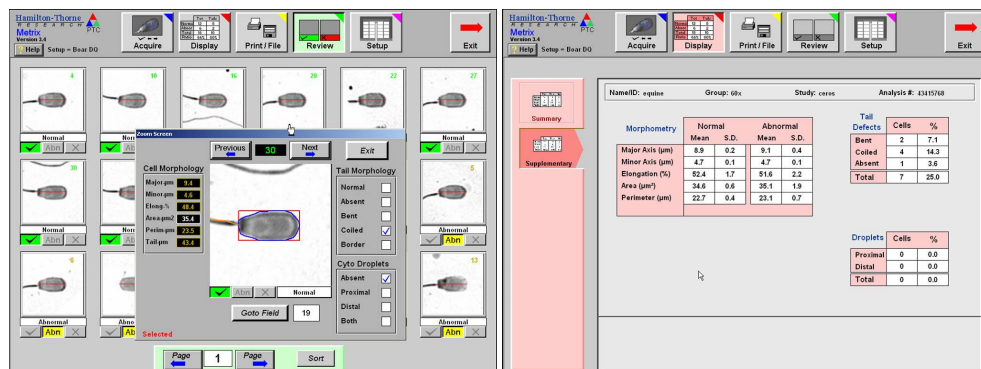 Hamilton-Thorne
RESEARCH
PTC
Metrix
Version 3.4
? Help Setup = Boar DQ
Acquire
Display
Print / File
Review
Setup
Exit
4
10
16
20
22
27
Normal
Zoom Screen
Previous 30 Next Exit
Cell Morphology
Major-µm 9.4
Minor-µm 4.6
Elong-% 48.4
Area-µm2 35.4
Perim-µm 23.9
Tail-µm 43.4
Tail Morphology
Normal
Absent
Bent
Coiled
Border
Cyto Droplets
Absent
Proximal
Distal
Both
Abn X Normal
Goto Field 19
Selected
Normal
30
5
Normal
Abnormal
Abn
13
Abnormal
Abn
Abnormal
Abn
Page 1 Page Sort
Hamilton-Thorne
RESEARCH
PTC
Metrix
Version 3.4
? Help Setup = Boar DQ
Acquire
Display
Print / File
Review
Setup
Exit
Summary
Supplementary
Name/ID: equine Group: 60x Study: ceros Analysis #: 43415768
Morphometry Normal Abnormal
Mean S.D. Mean S.D.
Major Axis (µm) 8.9 0.2 9.1 0.4
Minor Axis (µm) 4.7 0.1 4.7 0.1
Elongation (%) 52.4 1.7 51.6 2.2
Area (µm²) 34.6 0.6 35.1 1.9
Perimeter (µm) 22.7 0.4 23.1 0.7
Tail Defects Cells %
Bent 2 7.1
Coiled 4 14.3
Absent 1 3.6
Total 7 25.0
Droplets Cells %
Proximal 0 0.0
Distal 0 0.0
Total 0 0.0